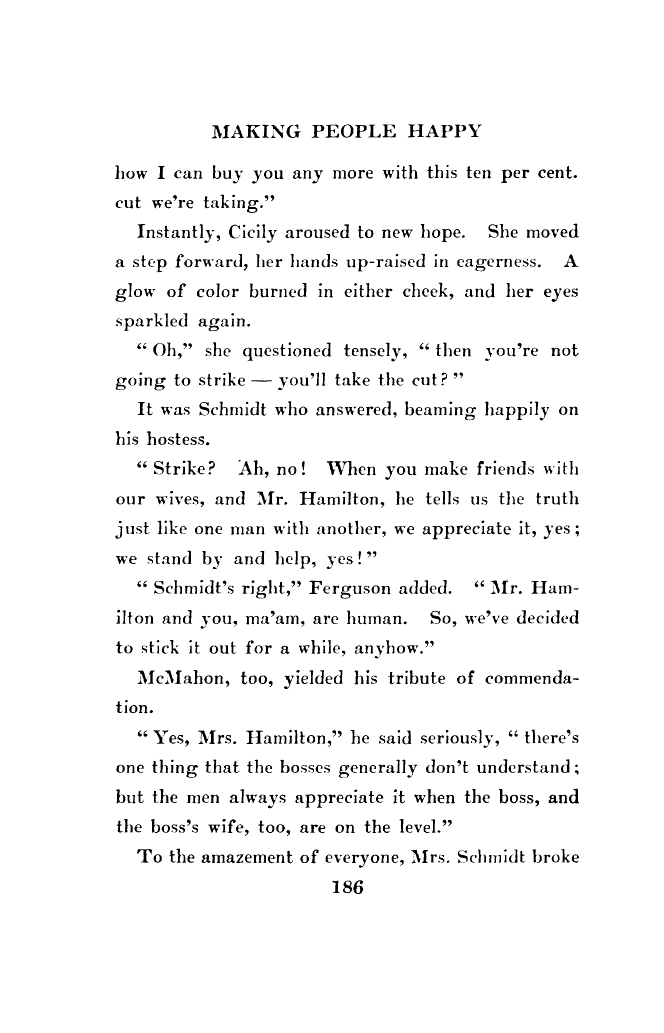 MAKING PEOPLE HAPPY
how I can buy you any more with this ten per cent.
cut we're taking.”
Instantly, Cicily aroused to new hope. She moved
a step forward, her hands up-raised in eagerness. A
glow of color burned in either cheek, and her eyes
sparkled again.
“ Oh,” she questioned tensely, “ then you're not
going to strike — you'll take the cut? ”
It was Schmidt who answered, beaming happily on
his hostess.
“ Strike? Ah, no! When you make friends with
our wives, and Mr. Hamilton, he tells us the truth
just like one man with another, we appreciate it, yes;
we stand by and help, yes!”
“ Schmidt's right,” Ferguson added. “ Mr. Ham-
ilton and you, ma'am, are human. So, we've decided
to stick it out for a while, anyhow.”
McMahon, too, yielded his tribute of commenda-
tion.
“ Yes, Mrs. Hamilton,” he said seriously, “ there's
one thing that the bosses generally don't understand;
but the men always appreciate it when the boss, and
the boss's wife, too, are on the level.”
To the amazement of everyone, Mrs. Schmidt broke
186